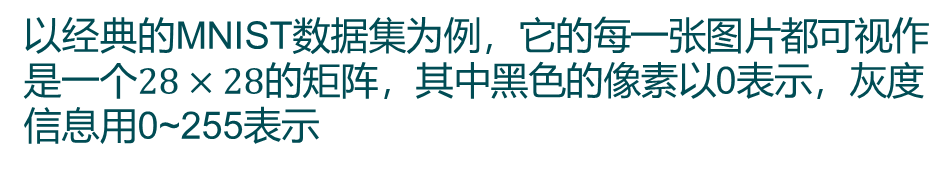 以经典的MNIST数据集为例，它的每一张图片都可视作
是一个28 × 28的矩阵，其中黑色的像素以0表示，灰度
信息用0~255表示